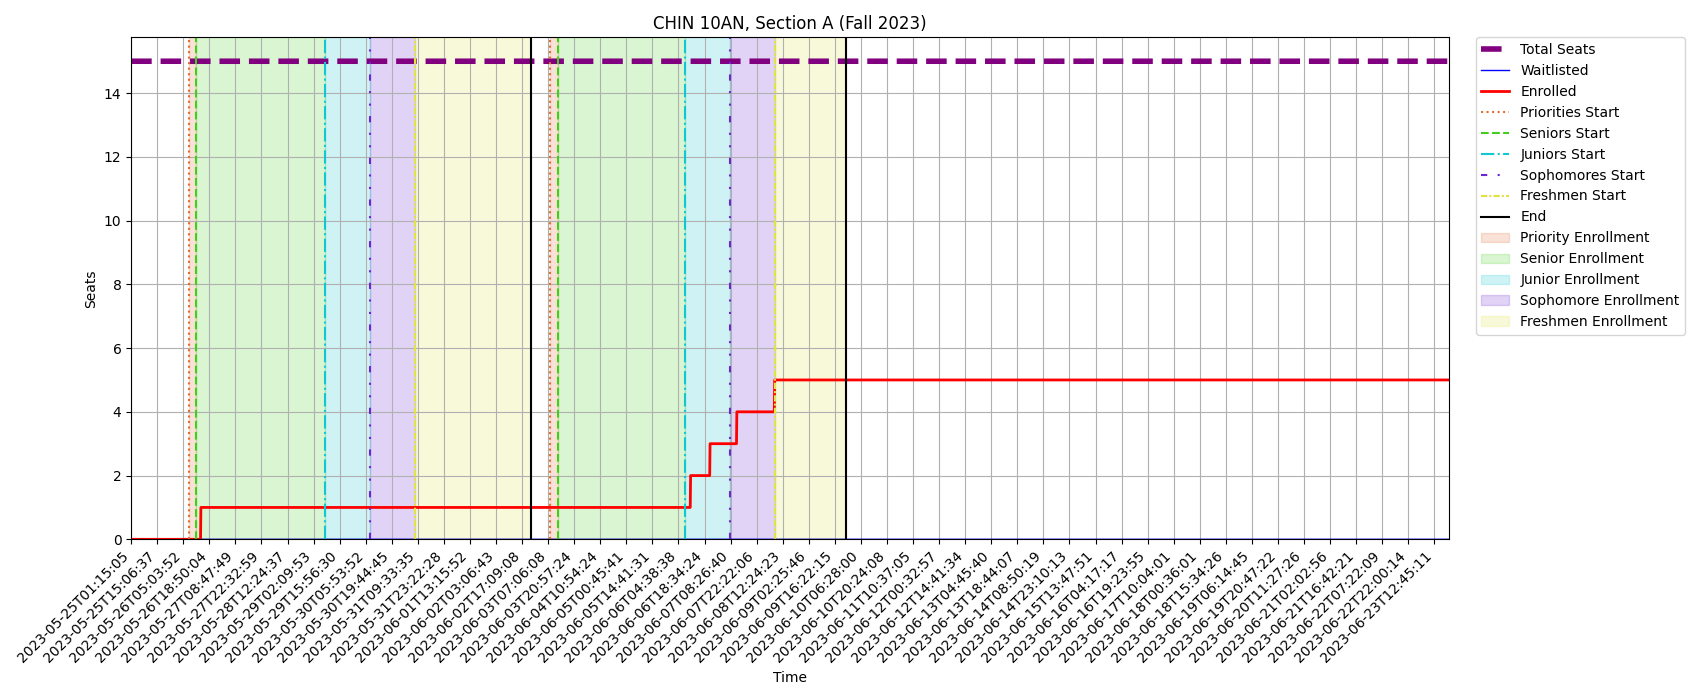 CHIN 10AN, Section A (Fall 2023)
Seats
14
12
10
8
6
4
2
0
2023-05-25T01:15:05
2023-05-25T15:06:37
2023-05-26T05:03:52
2023-05-26T18:50:04
2023-05-27T08:47:49
2023-05-27T22:32:59
2023-05-28T12:24:37
2023-05-29T02:09:53
2023-05-29T15:56:30
2023-05-30T05:53:52
2023-05-30T19:44:45
2023-05-31T09:33:35
2023-05-31T23:22:28
2023-06-01T13:15:52
2023-06-02T03:06:43
2023-06-02T17:09:08
2023-06-03T07:06:08
2023-06-03T20:57:24
2023-06-04T10:54:24
2023-06-05T00:45:41
2023-06-05T14:41:31
2023-06-06T04:38:38
2023-06-06T18:34:24
2023-06-07T08:26:40
2023-06-07T22:22:06
2023-06-08T12:24:23
2023-06-09T02:25:46
2023-06-09T16:22:15
2023-06-10T06:28:00
2023-06-10T20:24:08
2023-06-11T10:37:05
2023-06-12T00:32:57
2023-06-12T14:41:34
2023-06-13T04:45:40
2023-06-13T18:44:07
2023-06-14T08:50:19
2023-06-14T23:10:13
2023-06-15T13:47:51
2023-06-16T04:17:17
2023-06-16T19:23:55
2023-06-17T10:04:01
2023-06-18T00:36:01
2023-06-18T15:34:26
2023-06-19T06:14:45
2023-06-19T20:47:22
2023-06-20T11:27:26
2023-06-21T02:02:56
2023-06-21T16:42:21
2023-06-22T07:22:09
2023-06-22T22:00:14
2023-06-23T12:45:11
Time
Total Seats
Waitlisted
Enrolled
Priorities Start
Seniors Start
Juniors Start
Sophomores Start
Freshmen Start
End
Priority Enrollment
Senior Enrollment
Junior Enrollment
Sophomore Enrollment
Freshmen Enrollment